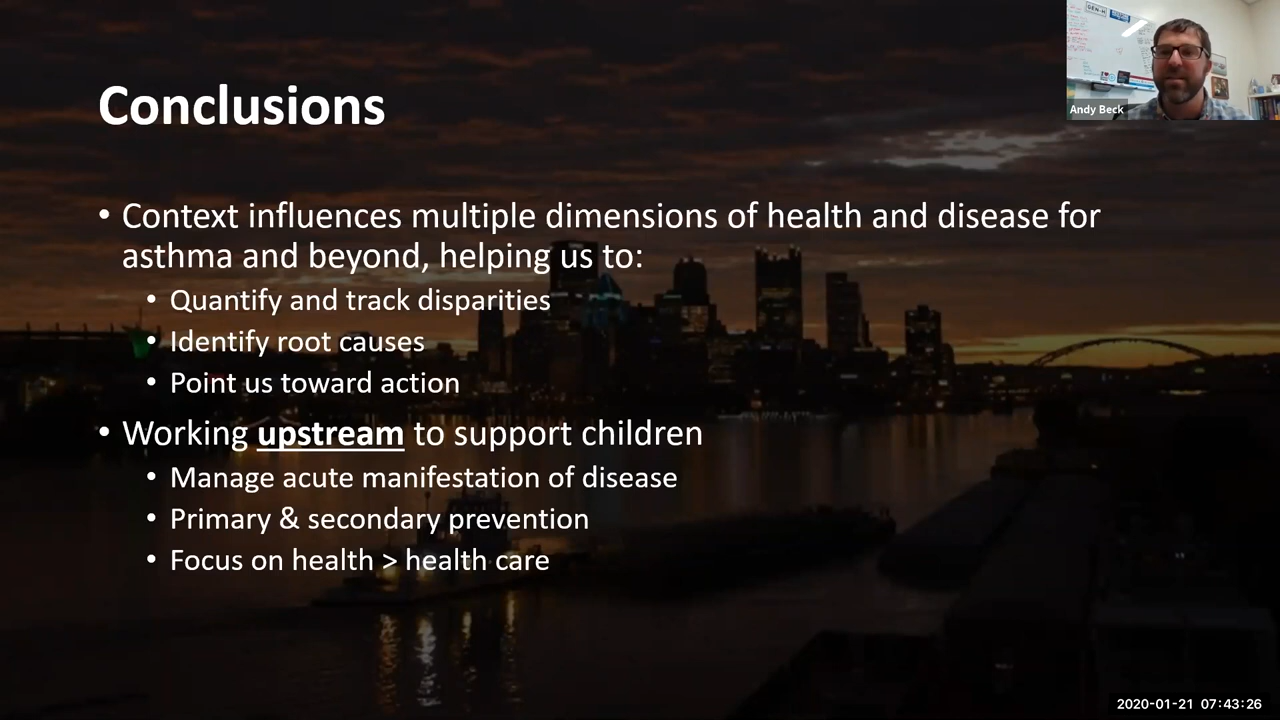 Conclusions
• Context influences multiple dimensions of health and disease for
asthma and beyond, helping us to:
• Quantify and track disparities
• Identify root causes
• Point us toward action
• Working upstream to support children
• Manage acute manifestation of disease
• Primary & secondary prevention
• Focus on health > health care
GEN-H
Andy Beck
2020-01-21 07:43:26